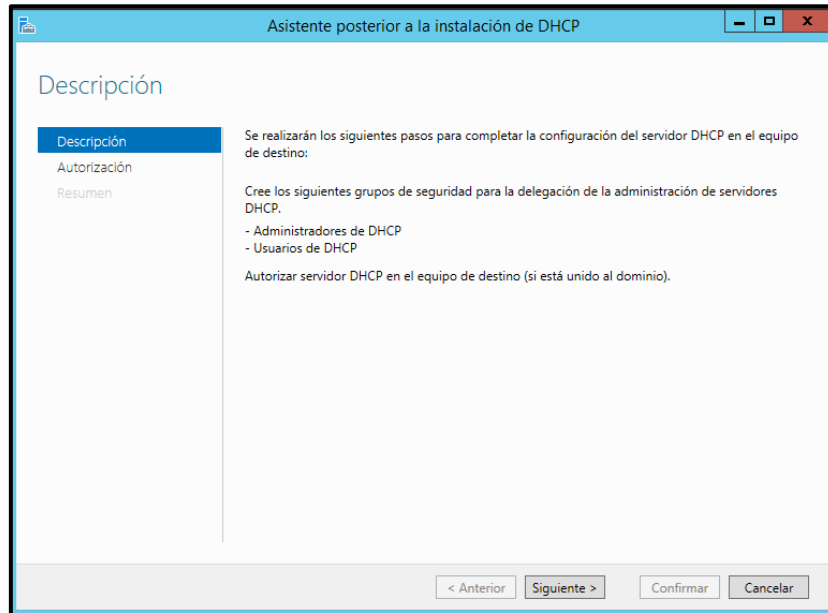 Asistente posterior a la instalación de DHCP
Descripción
Descripción
Autorización
Resumen
Se realizarán los siguientes pasos para completar la configuración del servidor DHCP en el equipo
de destino:
Cree los siguientes grupos de seguridad para la delegación de la administración de servidores
DHCP.
- Administradores de DHCP
- Usuarios de DHCP
Autorizar servidor DHCP en el equipo de destino (si está unido al dominio).
< Anterior
Siguiente >
Confirmar
Cancelar